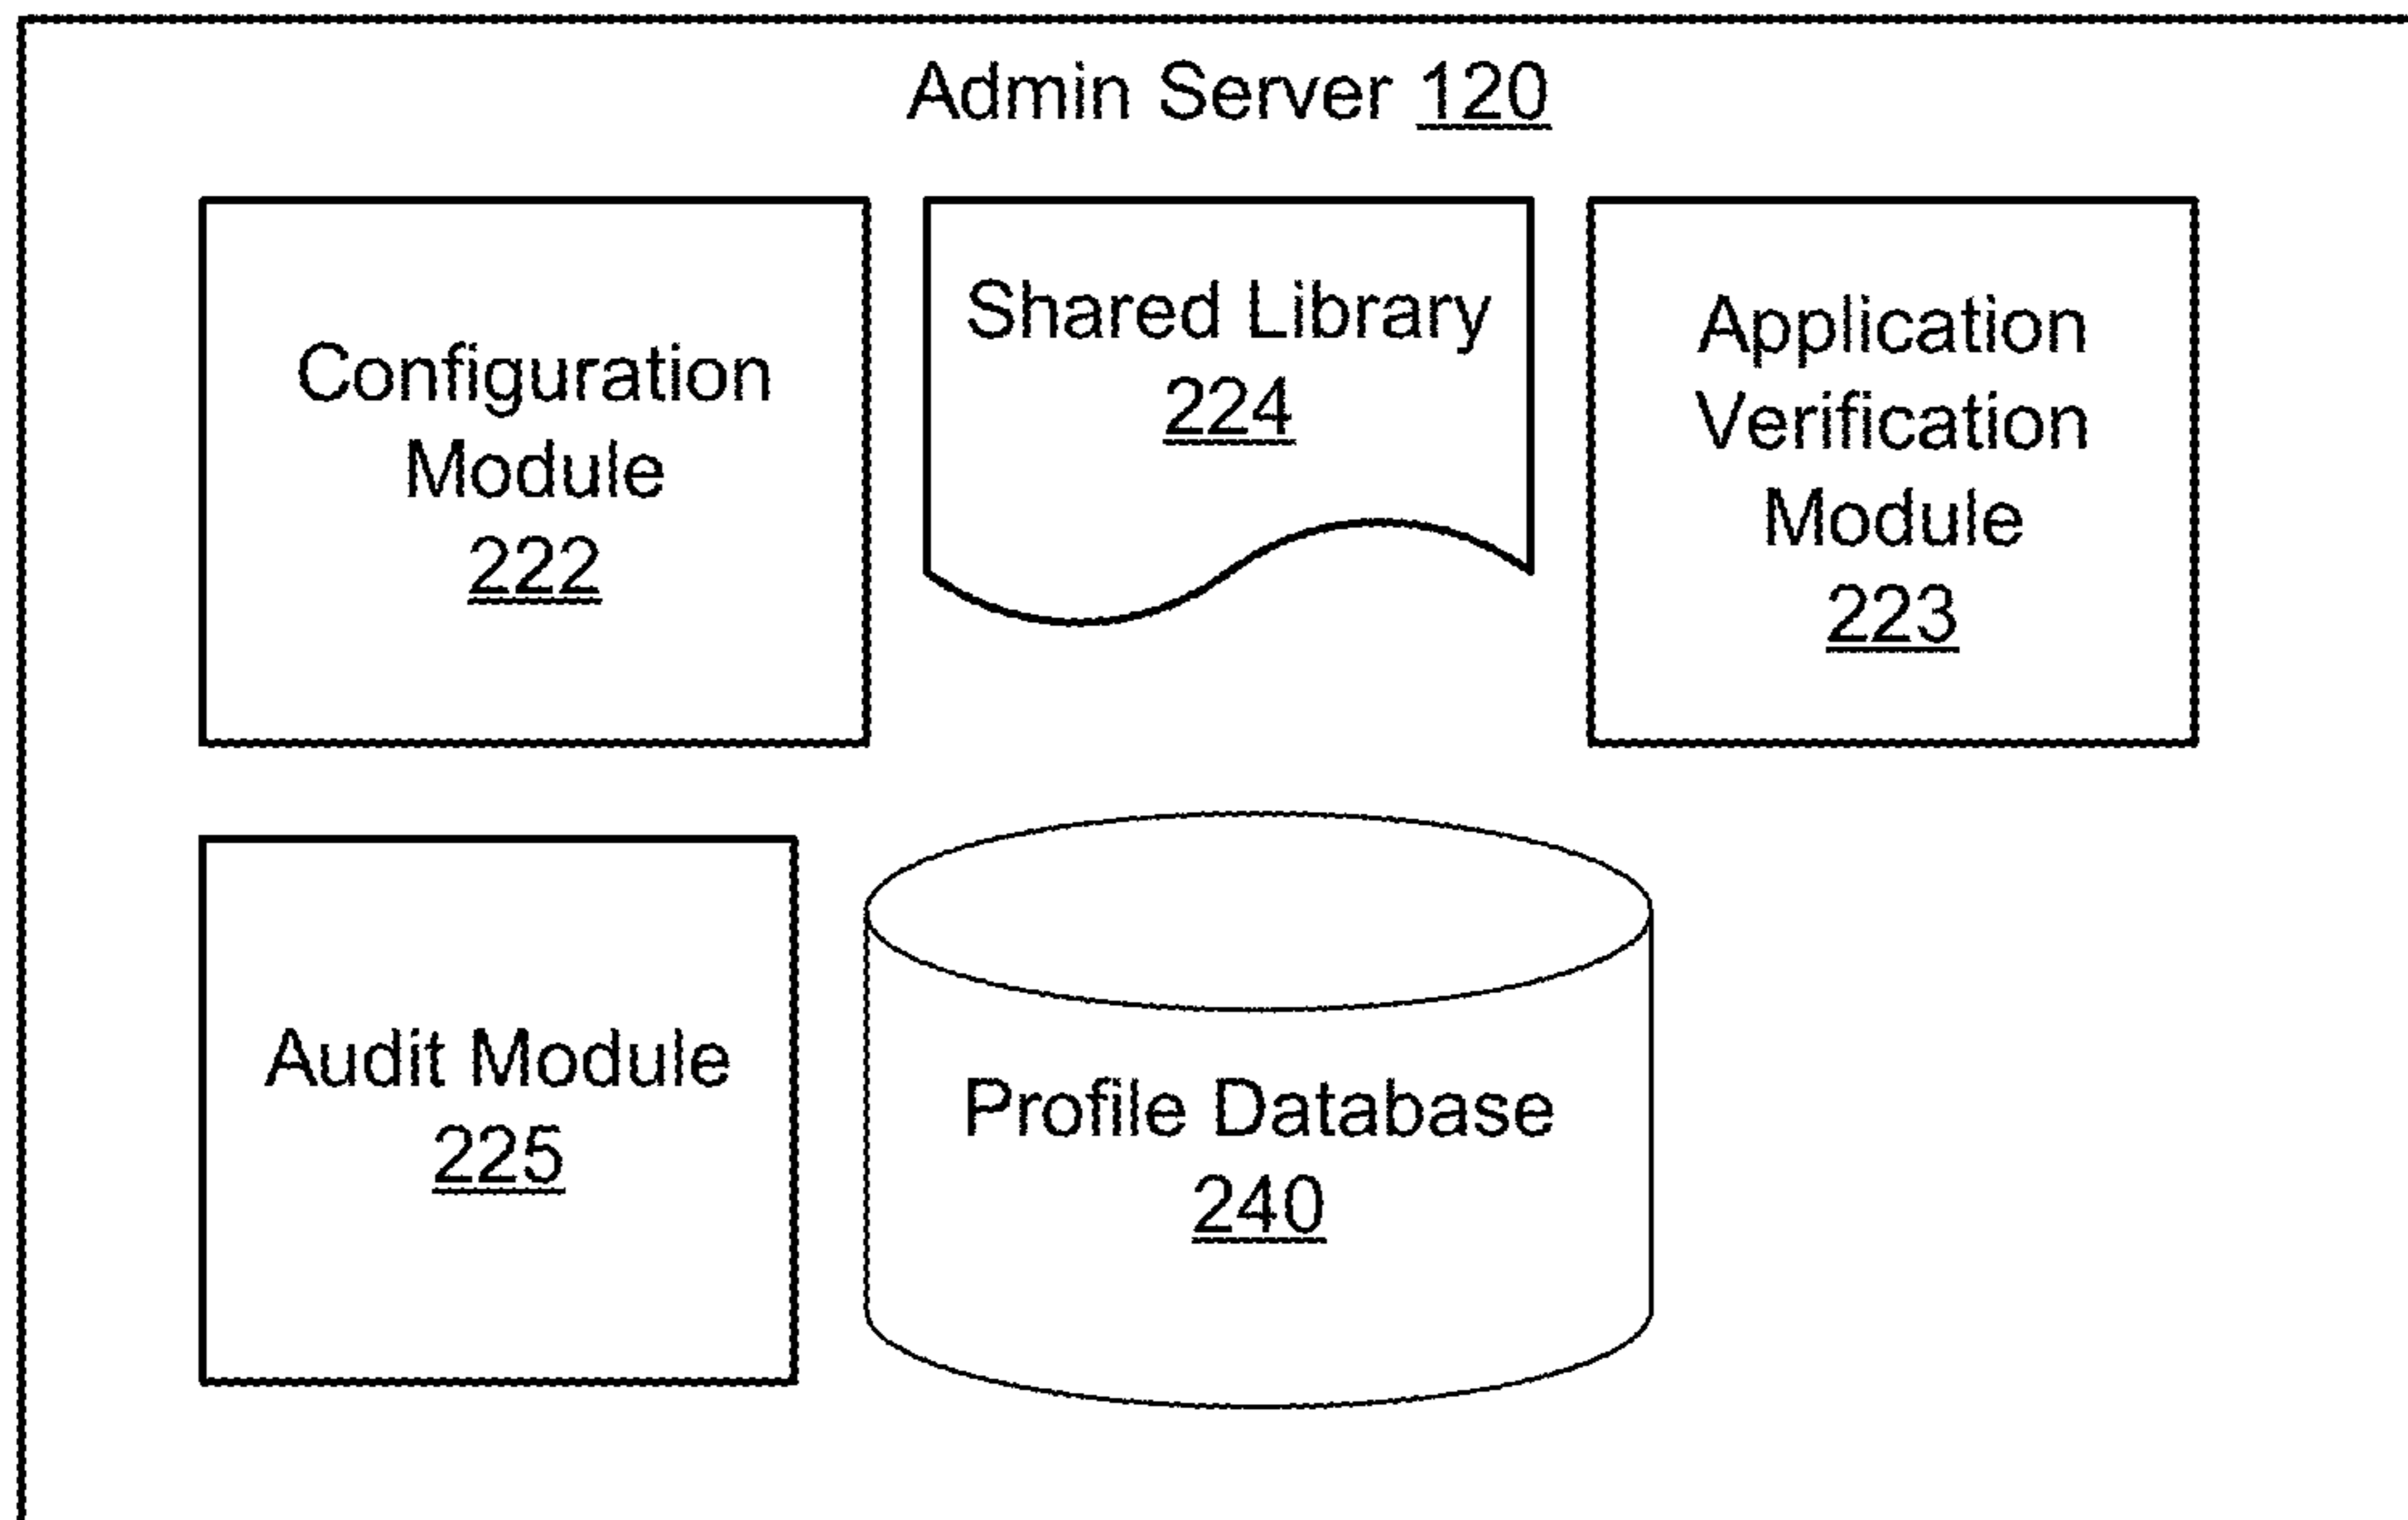 Admin Server 120
Configuration
Module
222
Shared Library
224
Application
Verification
Module
223
Audit Module
225
Profile Database
240